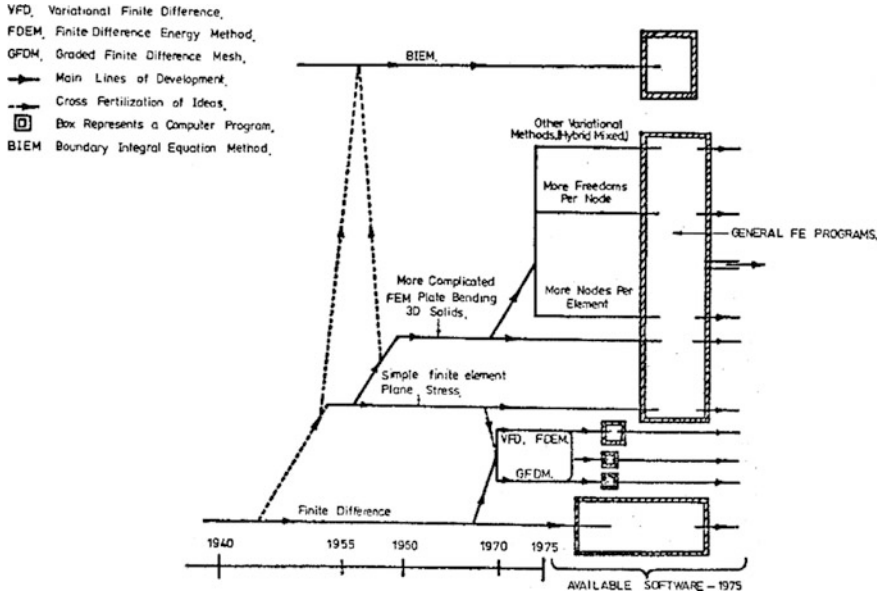 VFD, Variational Finite Difference,
FDEM, Finite Difference Energy Method,
GFDM, Graded Finite Difference Mesh,
Main Lines of Development,
Cross Fertilization of Ideas,
Box Represents a Computer Program,
BIEM Boundary Integral Equation Method,
BIEM,
Other Variational
Methods,(Hybrid Mixed,)
More Freedoms
Per Node
GENERAL FE PROGRAMS,
More Complicated
FEM Plate Bending
3D Solids,
More Nodes Per
Element
Simple finite element
Plane Stress,
VFD, FDEM,
GFDM,
Finite Difference
1940 1955 1960 1970 1975
AVAILABLE SOFTWARE - 1975